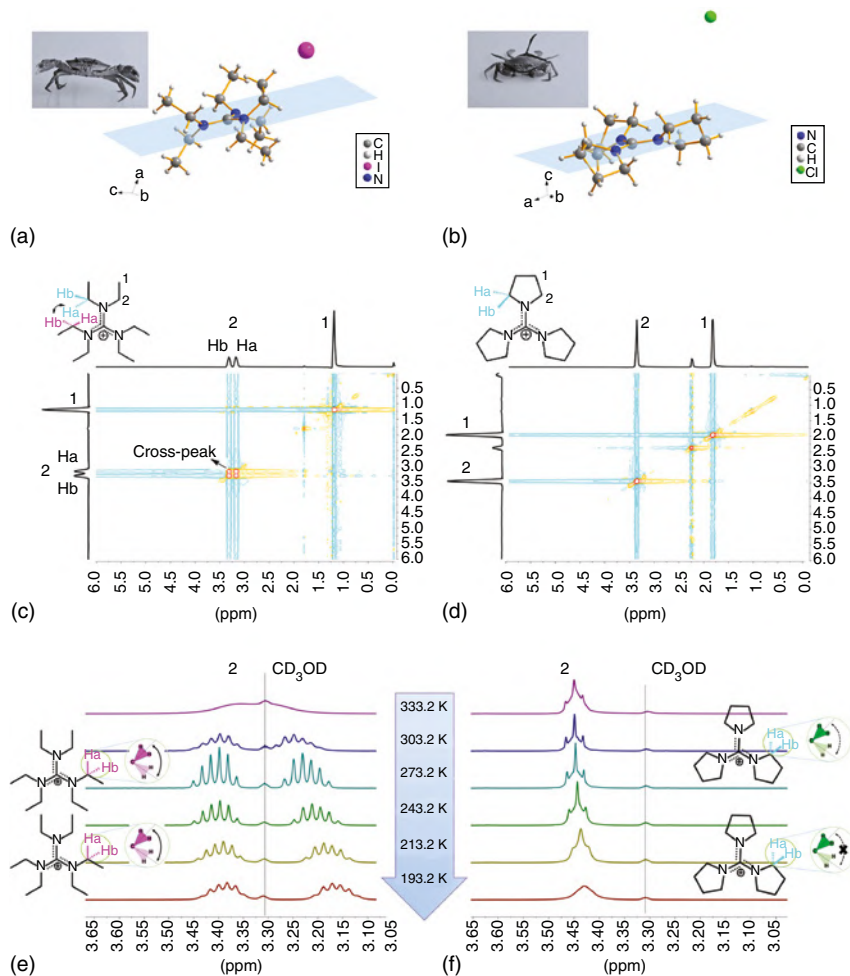 C
H
I
N
c
a
b
(a)
N
C
H
Cl
c
a
b
(b)
Hb
Ha
Hb
Ha
1
2
N
N
N
⊕
2
1
Hb Ha
1
Ha
2
Hb
Cross-peak
0.5
1.0
1.5
2.0
2.5
3.0
3.5
4.0
4.5
5.0
5.5
6.0
6.0 5.5 5.0 4.5 4.0 3.5 3.0 2.5 2.0 1.5 1.0 0.5 0.0
(c)
(ppm)
Ha
Hb
1
2
N
N
N
⊕
2
1
1
2
0.5
1.0
1.5
2.0
2.5
3.0
3.5
4.0
4.5
5.0
5.5
6.0
6.0 5.5 5.0 4.5 4.0 3.5 3.0 2.5 2.0 1.5 1.0 0.5 0.0
(d)
(ppm)
2 CD3OD
N
N
N
⊕
Ha
Hb
H
H
N
N
N
⊕
Ha
Hb
H
H
333.2 K
303.2 K
273.2 K
243.2 K
213.2 K
193.2 K
3.65 3.60 3.55 3.50 3.45 3.40 3.35 3.30 3.25 3.20 3.15 3.10 3.05
(e)
(ppm)
2 CD3OD
N
N
N
⊕
Ha
Hb
H
H
N
N
N
⊕
Ha
Hb
H
H
3.65 3.60 3.55 3.50 3.45 3.40 3.35 3.30 3.25 3.20 3.15 3.10 3.05
(f)
(ppm)